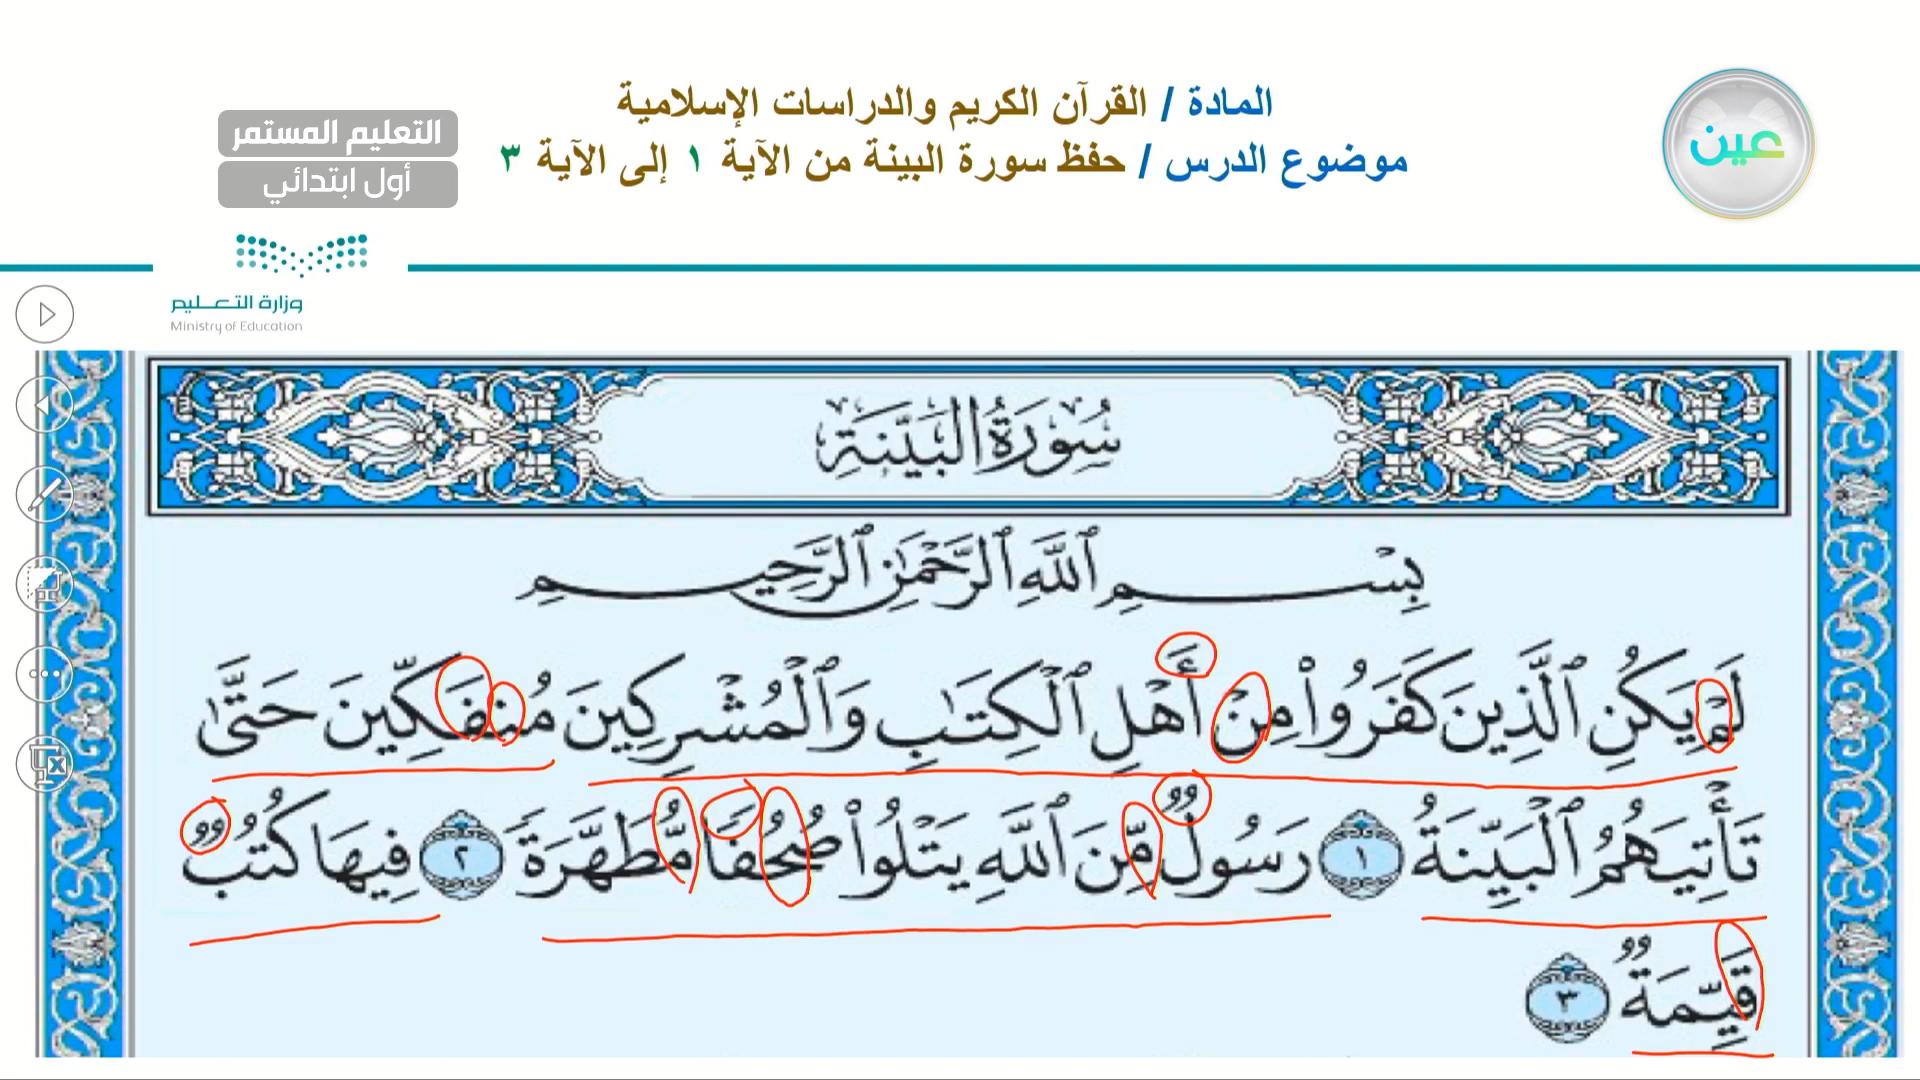 المادة / القرآن الكريم والدراسات الإسلامية
موضوع الدرس / حفظ سورة البينة من الآية ١ إلى الآية ٣
عين
التعليم المستمر
أول ابتدائي
وزارة التعليم
Ministry of Education
سُورَةُ البَيِّنَةِ
بِسْمِ ٱللَّهِ ٱلرَّحْمَٰنِ ٱلرَّحِيمِ
لَمْ يَكُنِ ٱلَّذِينَ كَفَرُوا۟ مِنْ أَهْلِ ٱلْكِتَٰبِ وَٱلْمُشْرِكِينَ مُنفَكِّينَ حَتَّىٰ
تَأْتِيَهُمُ ٱلْبَيِّنَةُ ١ رَسُولٌ مِّنَ ٱللَّهِ يَتْلُوا۟ صُحُفًا مُّطَهَّرَةً ٢ فِيهَا كُتُبٌ
قَيِّمَةٌ ٣